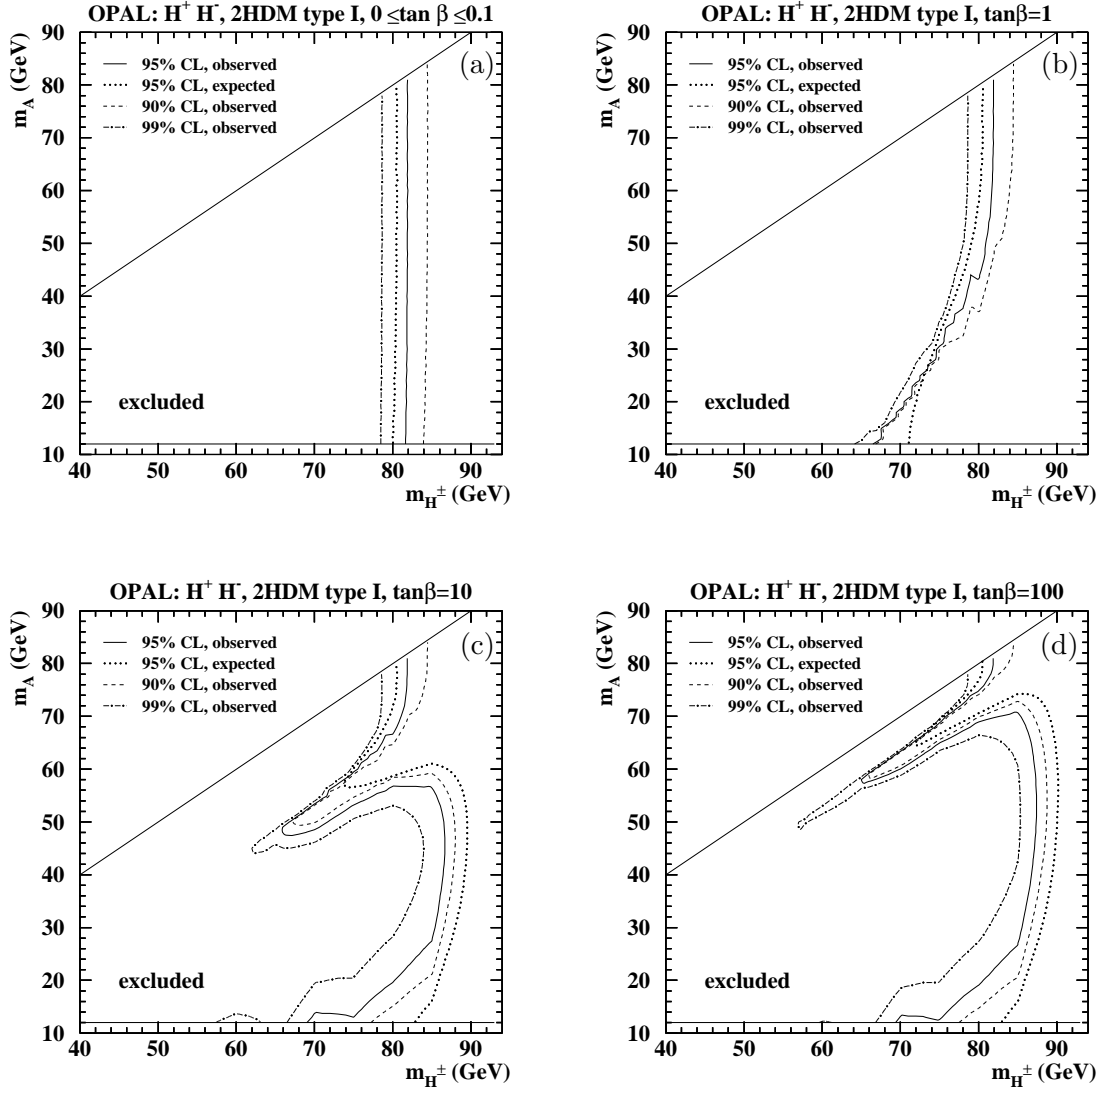 OPAL: H⁺ H⁻, 2HDM type I, 0 ≤tan β ≤0.1
m_A (GeV)
90
(a)
95% CL, observed
95% CL, expected
90% CL, observed
99% CL, observed
80
70
60
50
40
30
20
excluded
10
40 50 60 70 80 90
m_H± (GeV)
OPAL: H⁺ H⁻, 2HDM type I, tanβ=1
m_A (GeV)
90
(b)
95% CL, observed
95% CL, expected
90% CL, observed
99% CL, observed
80
70
60
50
40
30
20
excluded
10
40 50 60 70 80 90
m_H± (GeV)
OPAL: H⁺ H⁻, 2HDM type I, tanβ=10
m_A (GeV)
90
(c)
95% CL, observed
95% CL, expected
90% CL, observed
99% CL, observed
80
70
60
50
40
30
20
excluded
10
40 50 60 70 80 90
m_H± (GeV)
OPAL: H⁺ H⁻, 2HDM type I, tanβ=100
m_A (GeV)
90
(d)
95% CL, observed
95% CL, expected
90% CL, observed
99% CL, observed
80
70
60
50
40
30
20
excluded
10
40 50 60 70 80 90
m_H± (GeV)